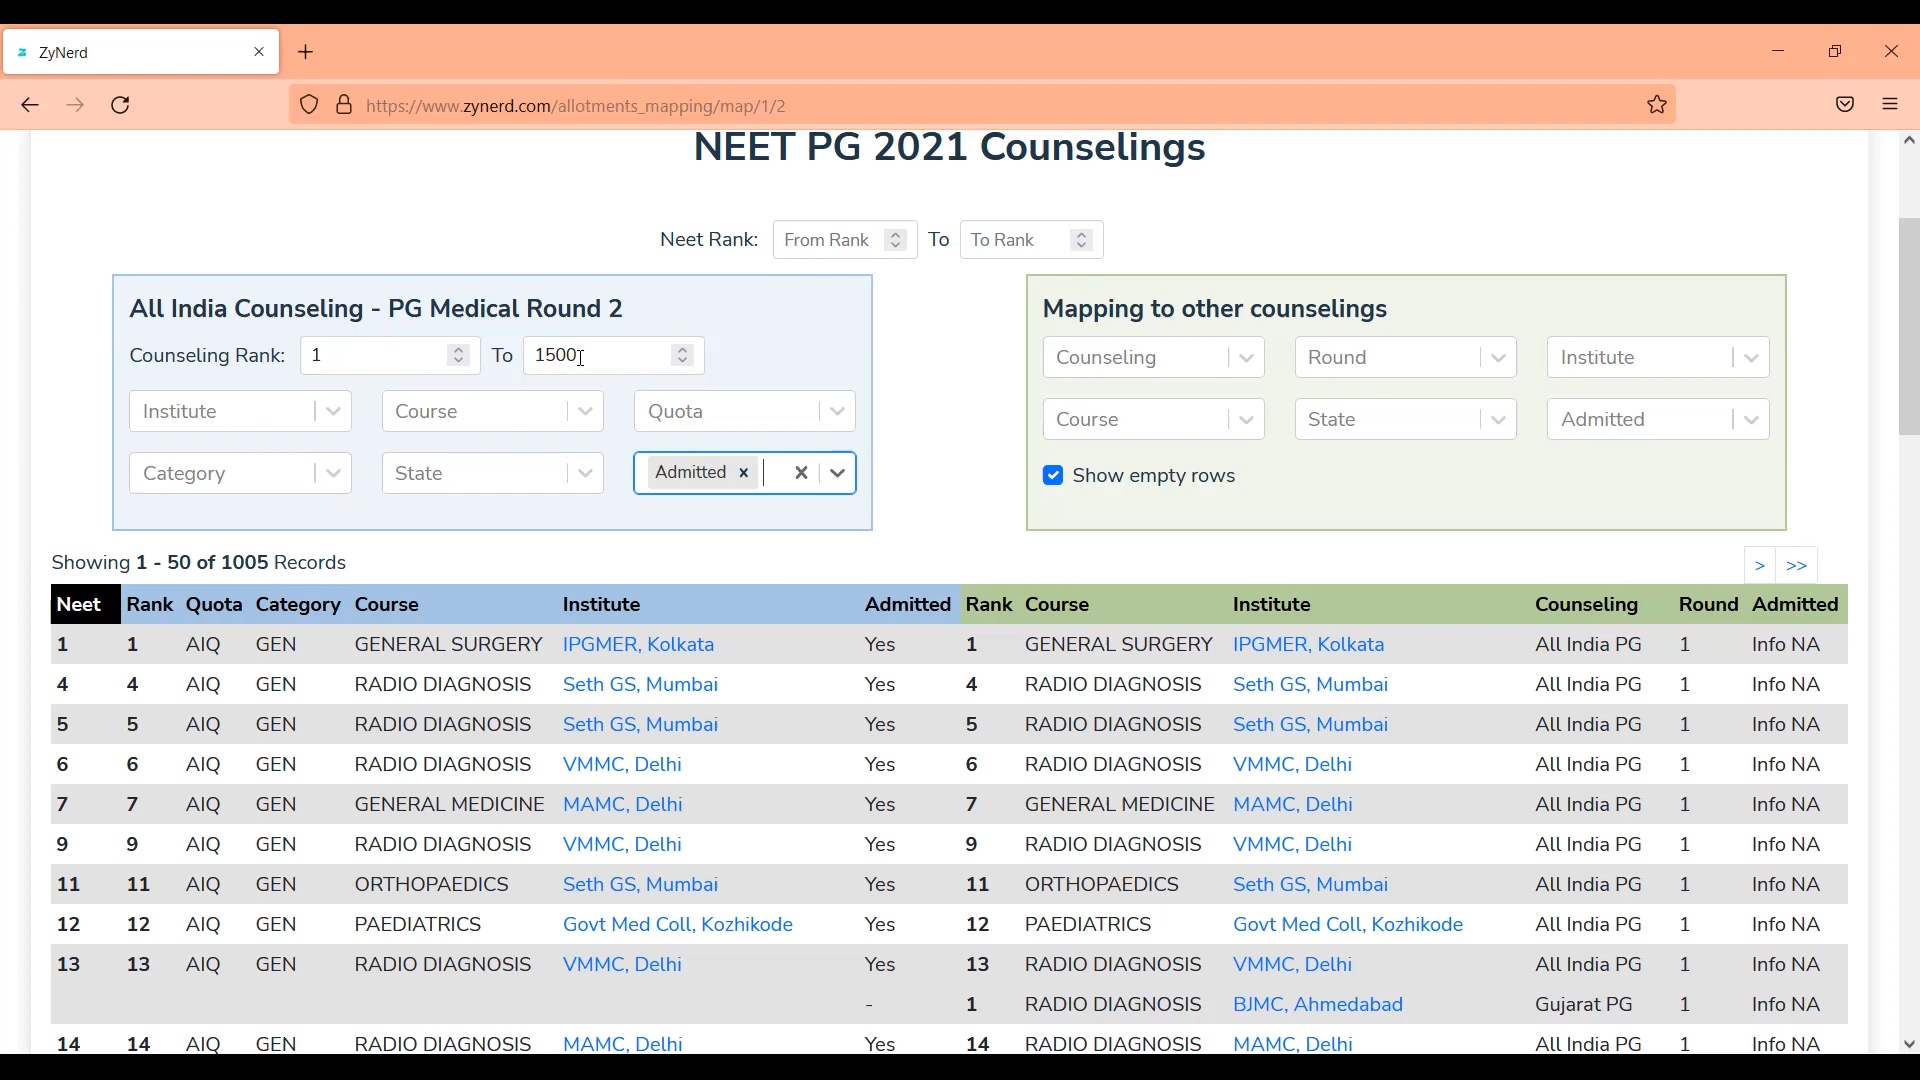 ZyNerd
https://www.zynerd.com/allotments_mapping/map/1/2
NEET PG 2021 Counselings
Neet Rank: From Rank To To Rank
All India Counseling - PG Medical Round 2
Counseling Rank: 1 To 1500
Institute Course Quota
Category State Admitted
Mapping to other counselings
Counseling Round Institute
Course State Admitted
Show empty rows
Showing 1 - 50 of 1005 Records > >>
Neet Rank Quota Category Course Institute Admitted Rank Course Institute Counseling Round Admitted
1 1 AIQ GEN GENERAL SURGERY IPGMER, Kolkata Yes 1 GENERAL SURGERY IPGMER, Kolkata All India PG 1 Info NA
4 4 AIQ GEN RADIO DIAGNOSIS Seth GS, Mumbai Yes 4 RADIO DIAGNOSIS Seth GS, Mumbai All India PG 1 Info NA
5 5 AIQ GEN RADIO DIAGNOSIS Seth GS, Mumbai Yes 5 RADIO DIAGNOSIS Seth GS, Mumbai All India PG 1 Info NA
6 6 AIQ GEN RADIO DIAGNOSIS VMMC, Delhi Yes 6 RADIO DIAGNOSIS VMMC, Delhi All India PG 1 Info NA
7 7 AIQ GEN GENERAL MEDICINE MAMC, Delhi Yes 7 GENERAL MEDICINE MAMC, Delhi All India PG 1 Info NA
9 9 AIQ GEN RADIO DIAGNOSIS VMMC, Delhi Yes 9 RADIO DIAGNOSIS VMMC, Delhi All India PG 1 Info NA
11 11 AIQ GEN ORTHOPAEDICS Seth GS, Mumbai Yes 11 ORTHOPAEDICS Seth GS, Mumbai All India PG 1 Info NA
12 12 AIQ GEN PAEDIATRICS Govt Med Coll, Kozhikode Yes 12 PAEDIATRICS Govt Med Coll, Kozhikode All India PG 1 Info NA
13 13 AIQ GEN RADIO DIAGNOSIS VMMC, Delhi Yes 13 RADIO DIAGNOSIS VMMC, Delhi All India PG 1 Info NA
- 1 RADIO DIAGNOSIS BJMC, Ahmedabad Gujarat PG 1 Info NA
14 14 AIQ GEN RADIO DIAGNOSIS MAMC, Delhi Yes 14 RADIO DIAGNOSIS MAMC, Delhi All India PG 1 Info NA